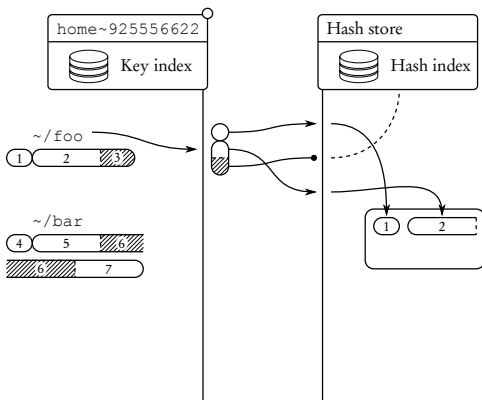 home~925556622
Key index
Hash store
Hash index
~/foo
1 2 3
~/bar
4 5 6
6 7
1 2